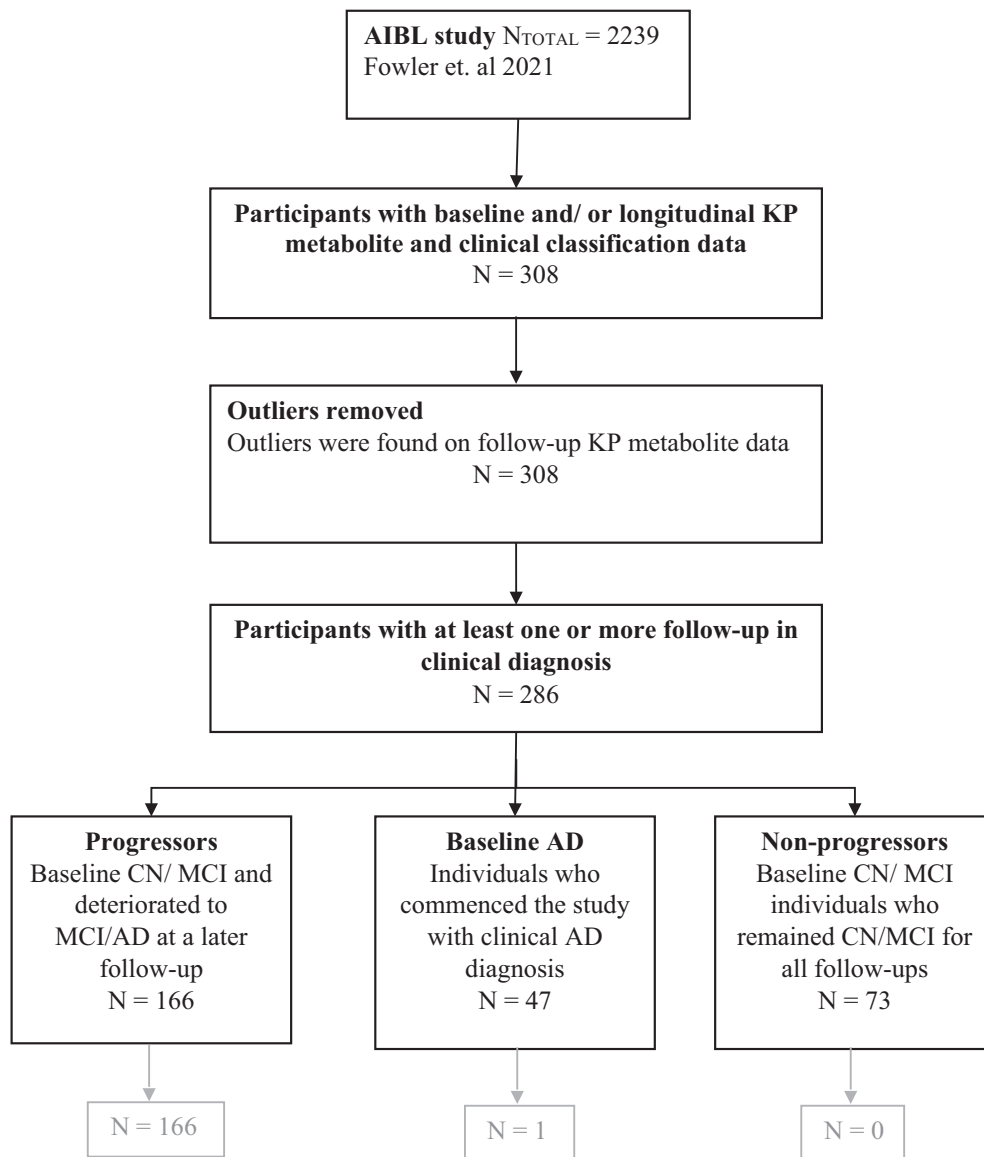 AIBL study NTOTAL = 2239
Fowler et. al 2021
Participants with baseline and/ or longitudinal KP
metabolite and clinical classification data
N = 308
Outliers removed
Outliers were found on follow-up KP metabolite data
N = 308
Participants with at least one or more follow-up in
clinical diagnosis
N = 286
Progressors
Baseline CN/ MCI and
deteriorated to
MCI/AD at a later
follow-up
N = 166
Baseline AD
Individuals who
commenced the study
with clinical AD
diagnosis
N = 47
Non-progressors
Baseline CN/ MCI
individuals who
remained CN/MCI for
all follow-ups
N = 73
N = 166
N = 1
N = 0